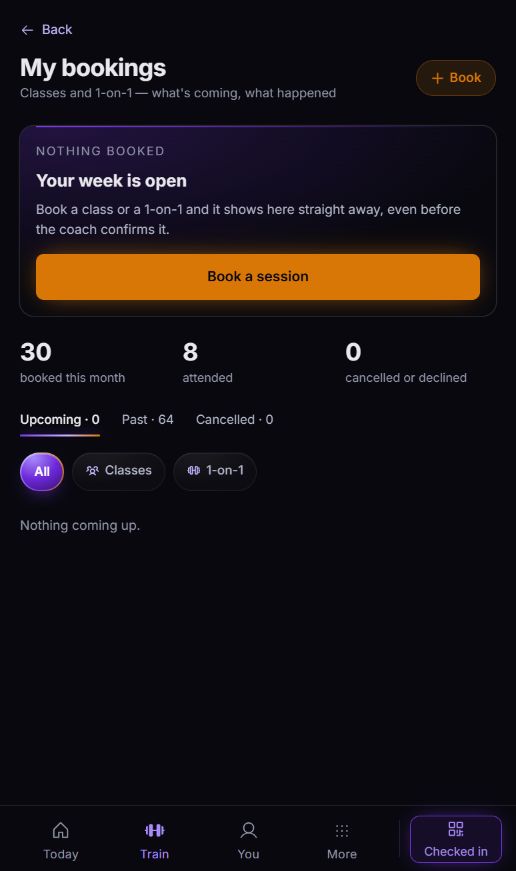 Back
My bookings
Classes and 1-on-1 — what's coming, what happened
Book
NOTHING BOOKED
Your week is open
Book a class or a 1-on-1 and it shows here straight away, even before
the coach confirms it.
Book a session
30 8 0
booked this month attended cancelled or declined
Upcoming · 0 Past · 64 Cancelled · 0
All Classes 1-on-1
Nothing coming up.
Today Train You More Checked in